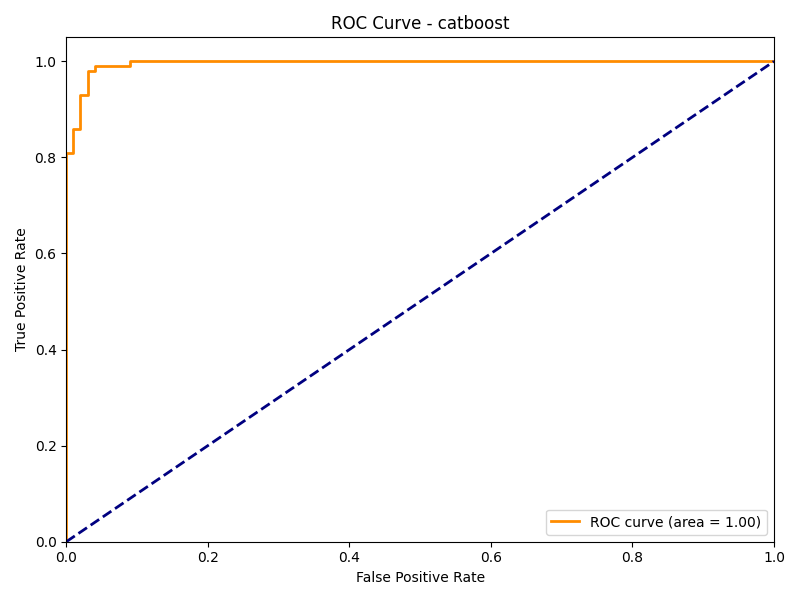 ROC Curve - catboost
True Positive Rate
1.0
0.8
0.6
0.4
0.2
0.0
0.0 0.2 0.4 0.6 0.8 1.0
False Positive Rate
ROC curve (area = 1.00)